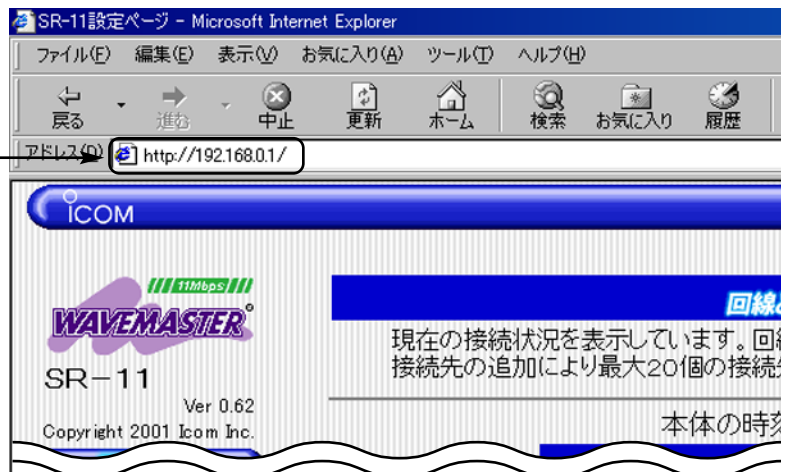 SR-11設定ページ - Microsoft Internet Explorer
ファイル(F) 編集(E) 表示(V) お気に入り(A) ツール(T) ヘルプ(H)
戻る 進む 中止 更新 ホーム 検索 お気に入り 履歴
アドレス(D) http://192.168.0.1/
ICOM
11Mbps
WAVEMASTER®
SR-11
Ver 0.62
Copyright 2001 Icom Inc.
回線
現在の接続状況を表示しています。回
接続先の追加により最大20個の接続
本体の時